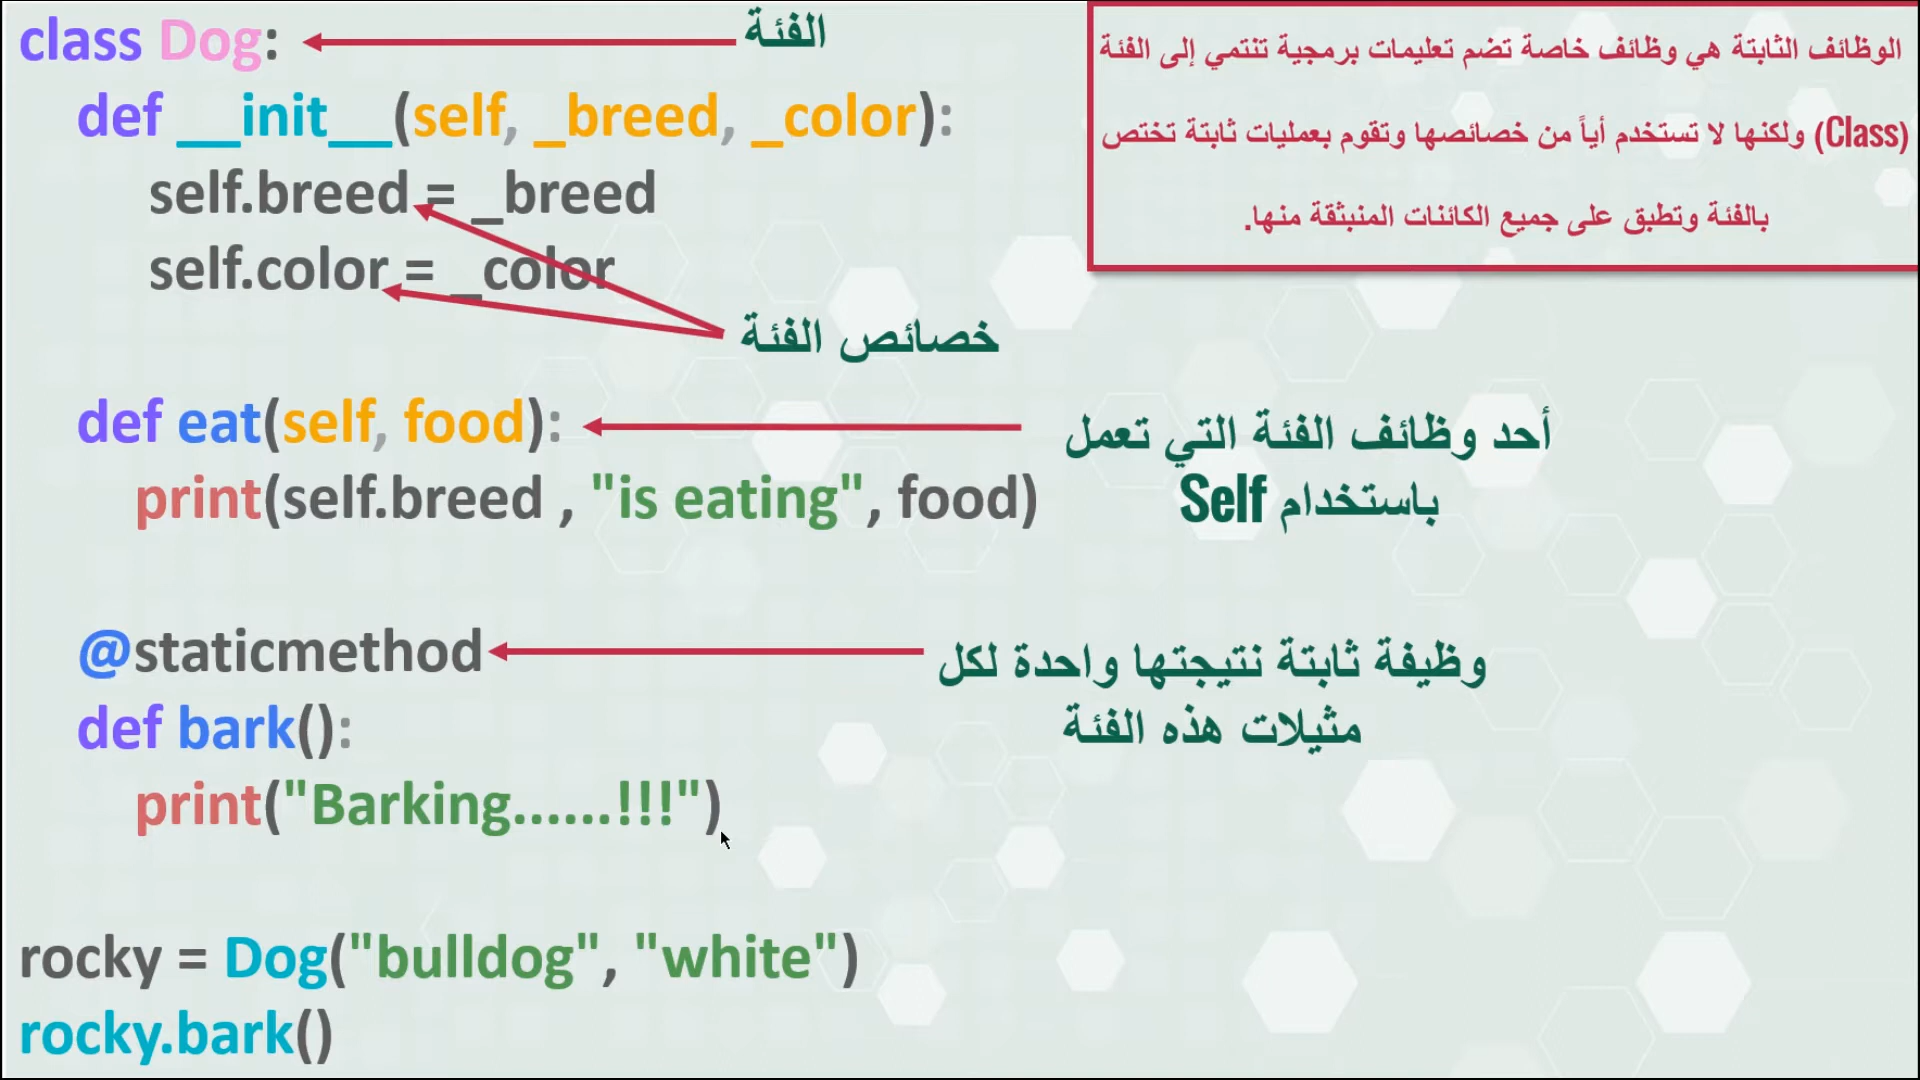 class Dog:
الفئة
def __init__(self, _breed, _color):
self.breed = _breed
self.color = _color
خصائص الفئة
def eat(self, food):
print(self.breed , "is eating", food)
أحد وظائف الفئة التي تعمل
باستخدام Self
@staticmethod
def bark():
print("Barking......!!!")
وظيفة ثابتة نتيجتها واحدة لكل
مثيلات هذه الفئة
rocky = Dog("bulldog", "white")
rocky.bark()
الوظائف الثابتة هي وظائف خاصة تضم تعليمات برمجية تنتمي إلى الفئة
(Class) ولكنها لا تستخدم أياً من خصائصها وتقوم بعمليات ثابتة تختص
بالفئة وتطبق على جميع الكائنات المنبثقة منها.